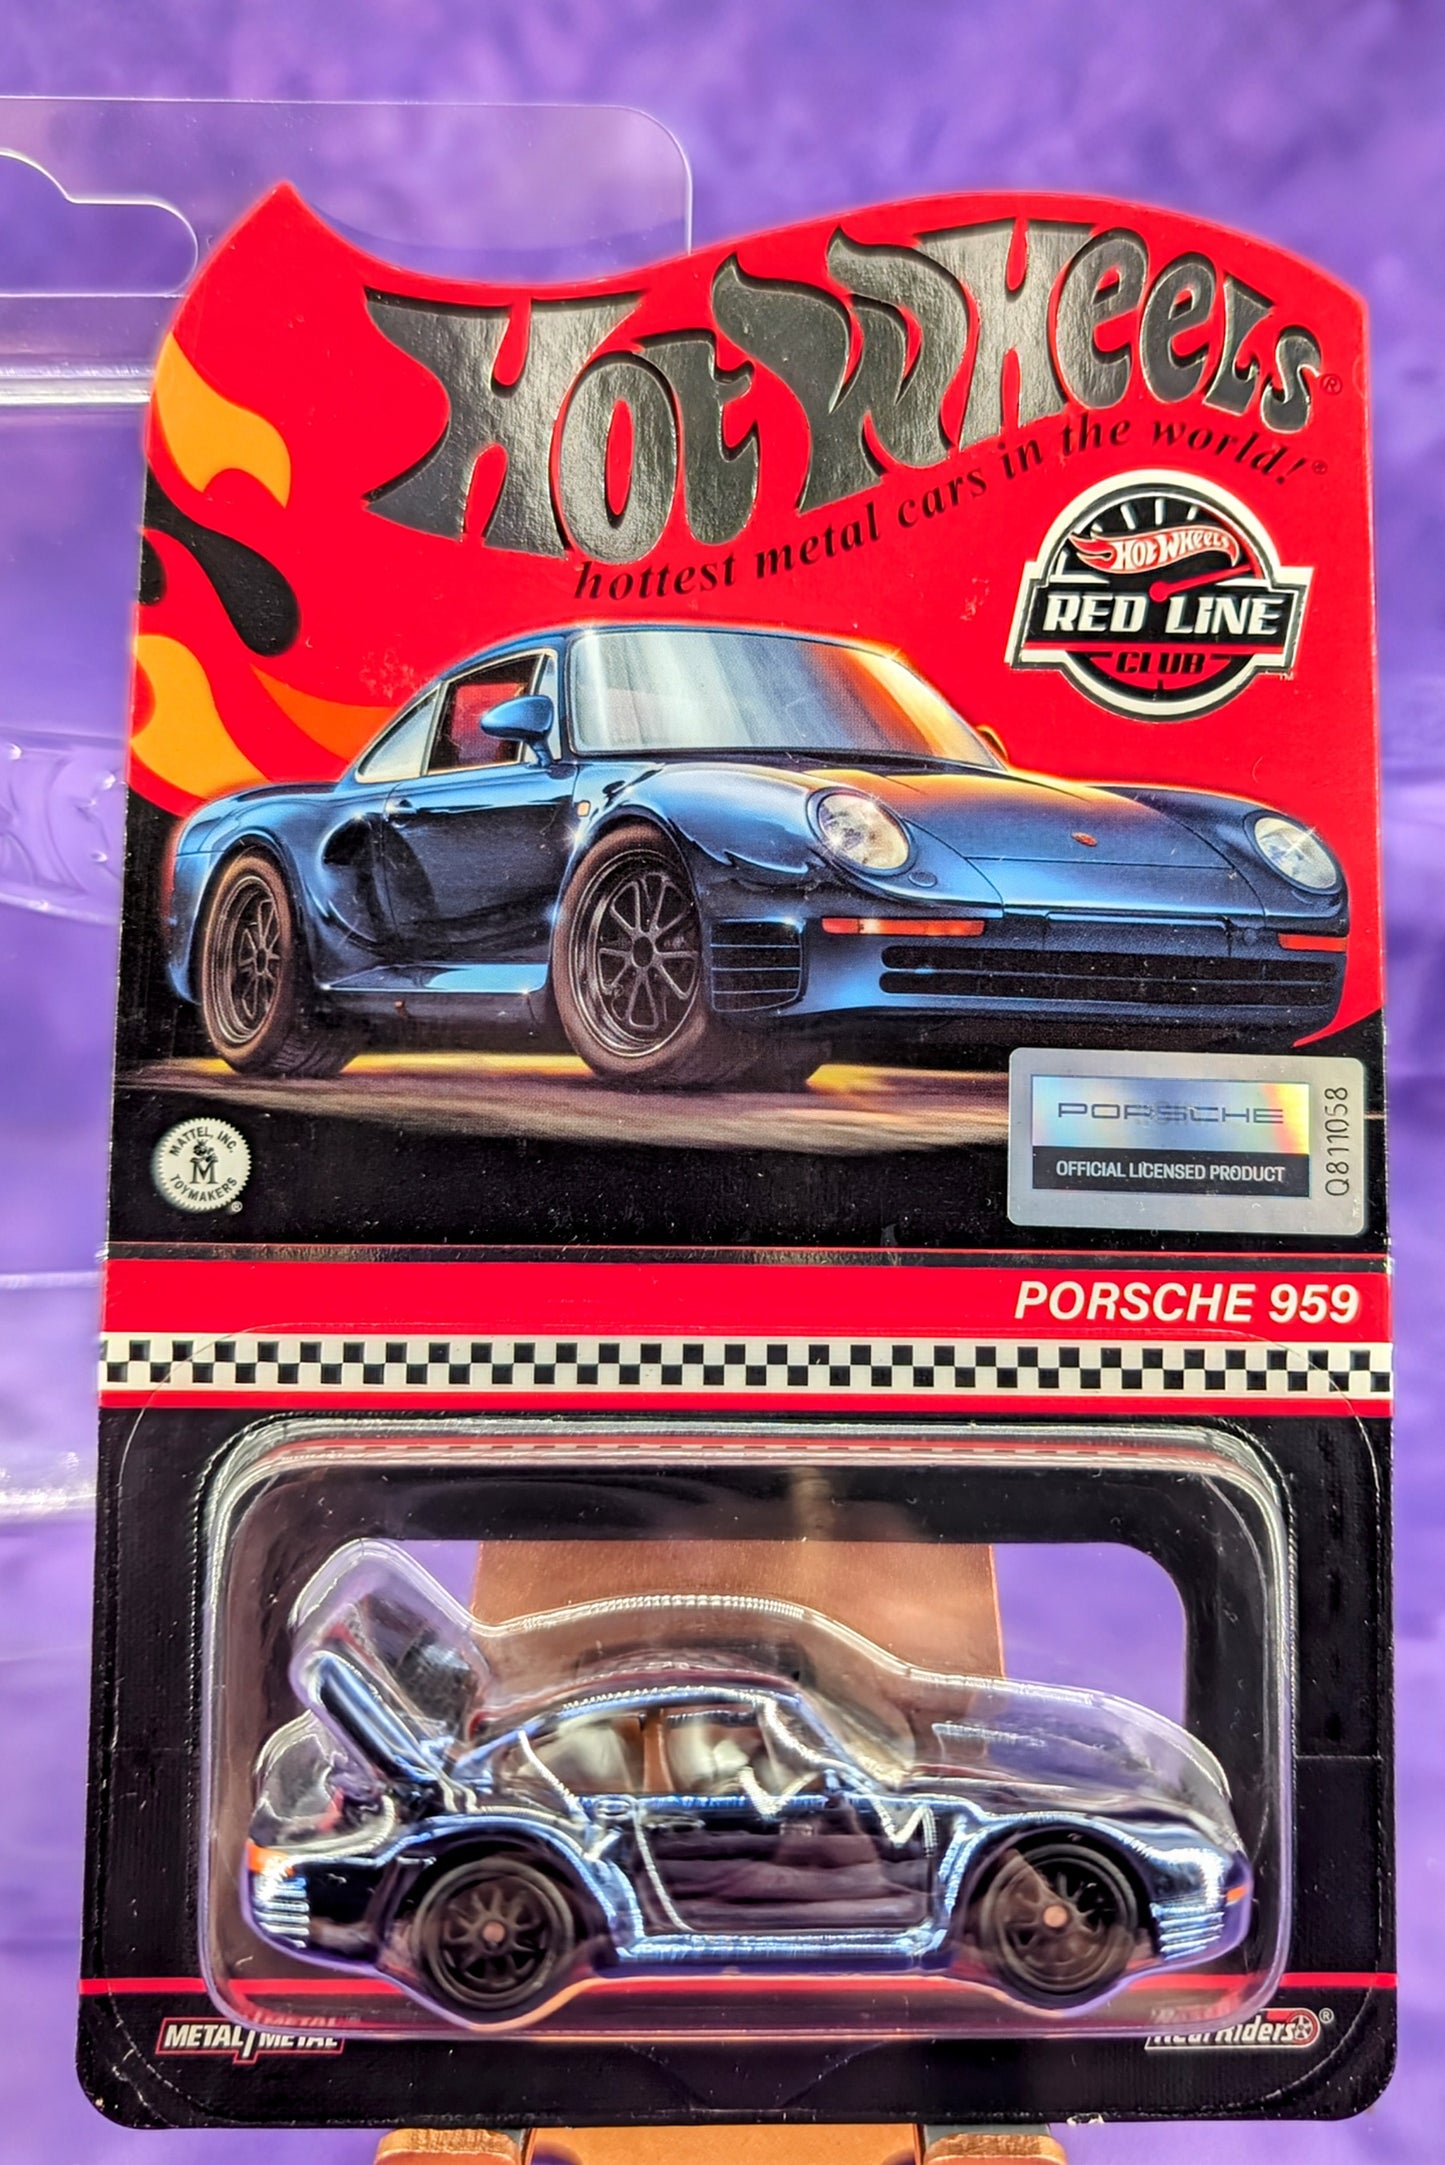 Hot Wheels®
hottest metal cars in the world!®
Hot Wheels
RED LINE
CLUB™
PORSCHE
OFFICIAL LICENSED PRODUCT
Q811058
MATTEL, INC.
M
TOYMAKERS®
PORSCHE 959
METAL/METAL
Real Riders®